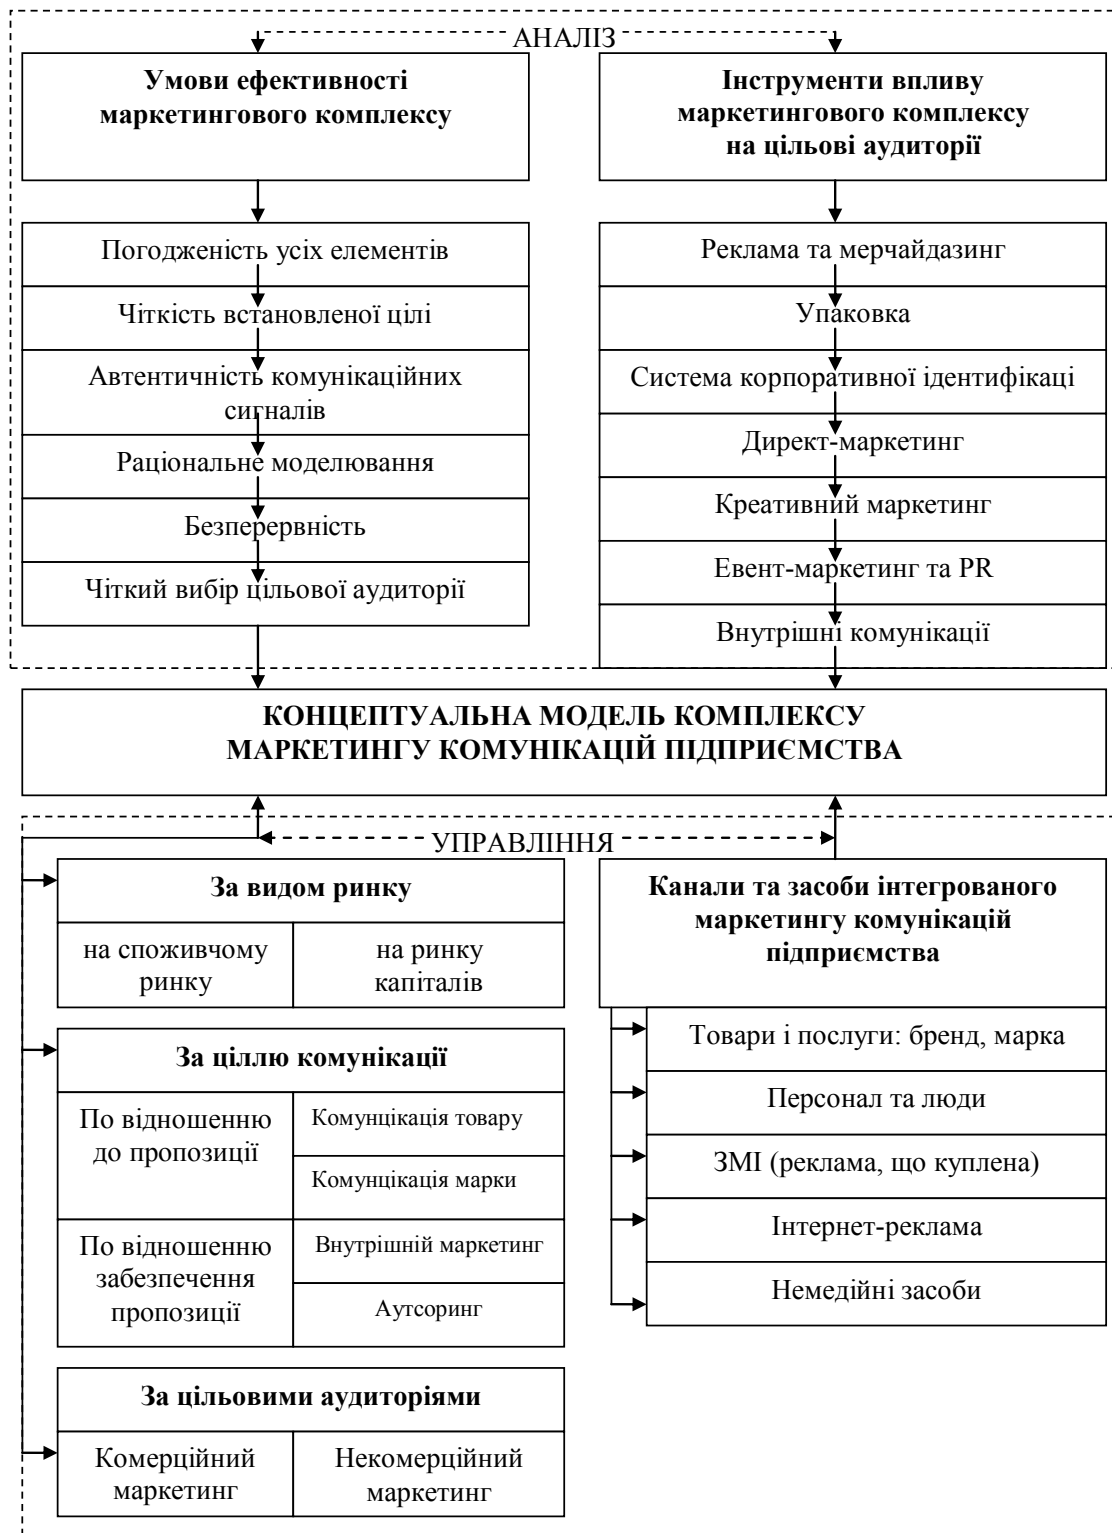 АНАЛІЗ
Умови ефективності
маркетингового комплексу
Інструменти впливу
маркетингового комплексу
на цільові аудиторії
Погодженість усіх елементів
Чіткість встановленої цілі
Автентичність комунікаційних
сигналів
Раціональне моделювання
Безперервність
Чіткий вибір цільової аудиторії
Реклама та мерчайдазинг
Упаковка
Система корпоративної ідентифікаці
Директ-маркетинг
Креативний маркетинг
Евент-маркетинг та PR
Внутрішні комунікації
КОНЦЕПТУАЛЬНА МОДЕЛЬ КОМПЛЕКСУ
МАРКЕТИНГУ КОМУНІКАЦІЙ ПІДПРИЄМСТВА
УПРАВЛІННЯ
За видом ринку
на споживчому
ринку
на ринку
капіталів
За ціллю комунікації
По відношенню
до пропозиції
Комунцікація товару
Комунцікація марки
По відношенню
забезпечення
пропозиції
Внутрішній маркетинг
Аутсоринг
За цільовими аудиторіями
Комерційний
маркетинг
Некомерційний
маркетинг
Канали та засоби інтегрованого
маркетингу комунікацій
підприємства
Товари і послуги: бренд, марка
Персонал та люди
ЗМІ (реклама, що куплена)
Інтернет-реклама
Немедійні засоби